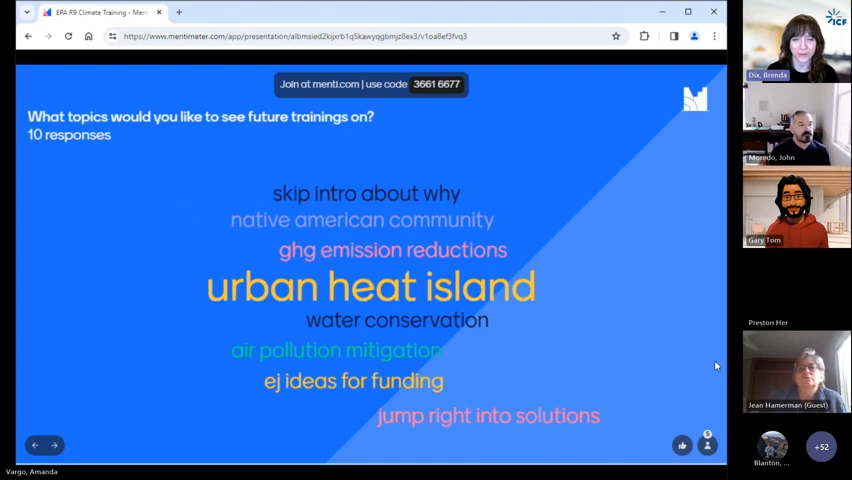 EPA R9 Climate Training - Men
https://www.mentimeter.com/app/presentation/albmsied2kijxrb1q5kawyqgbmjz8ex3/v1oa8ef3fvq3
Join at menti.com | use code 3661 6677
What topics would you like to see future trainings on?
10 responses
skip intro about why
native american community
ghg emission reductions
urban heat island
water conservation
air pollution mitigation
ej ideas for funding
jump right into solutions
8
Vargo, Amanda
ICF
Dix, Brenda
Moredo, John
Gary Tom
Preston Her
Jean Hamerman (Guest)
Blanton, ...
+52